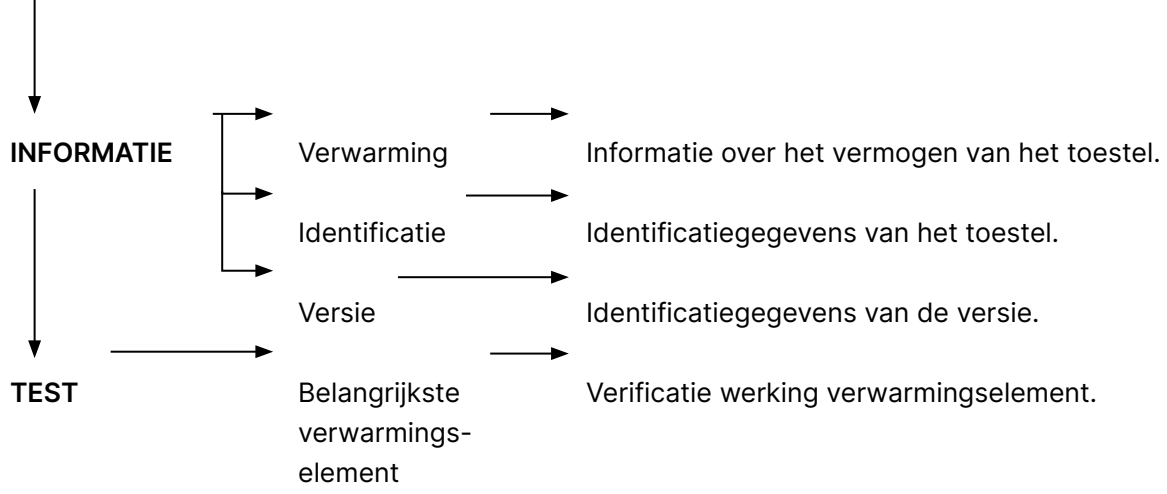 INFORMATIE Verwarming Informatie over het vermogen van het toestel.
Identificatie Identificatiegegevens van het toestel.
Versie Identificatiegegevens van de versie.
TEST Belangrijkste Verificatie werking verwarmingselement.
verwarmings-
element